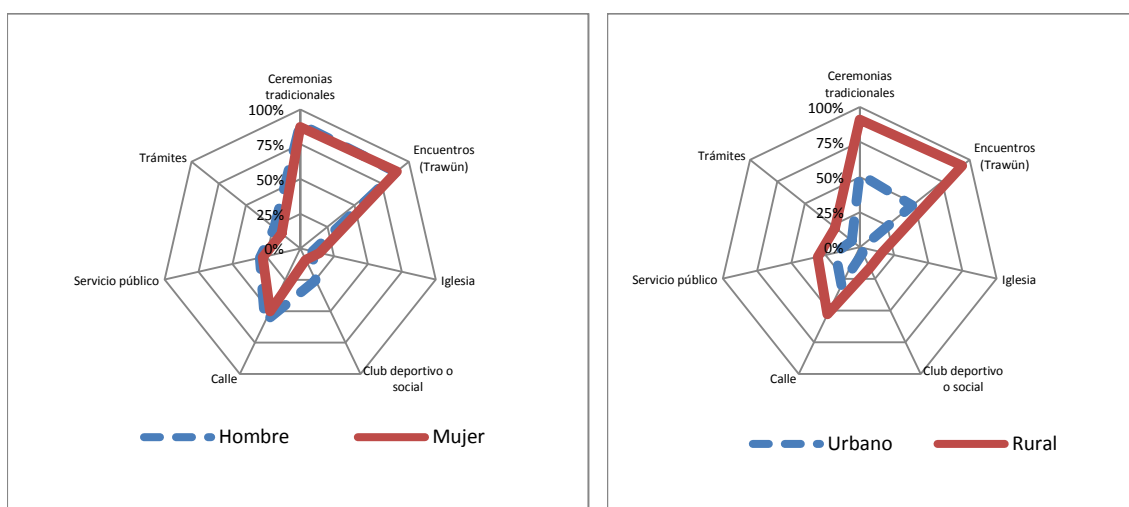 Ceremonias
tradicionales
100%
75%
50%
25%
0%
Encuentros
(Trawün)
Iglesia
Club deportivo o
social
Calle
Servicio público
Trámites
Hombre
Mujer
Ceremonias
tradicionales
100%
75%
50%
25%
0%
Encuentros
(Trawün)
Iglesia
Club deportivo
o social
Calle
Servicio público
Trámites
Urbano
Rural